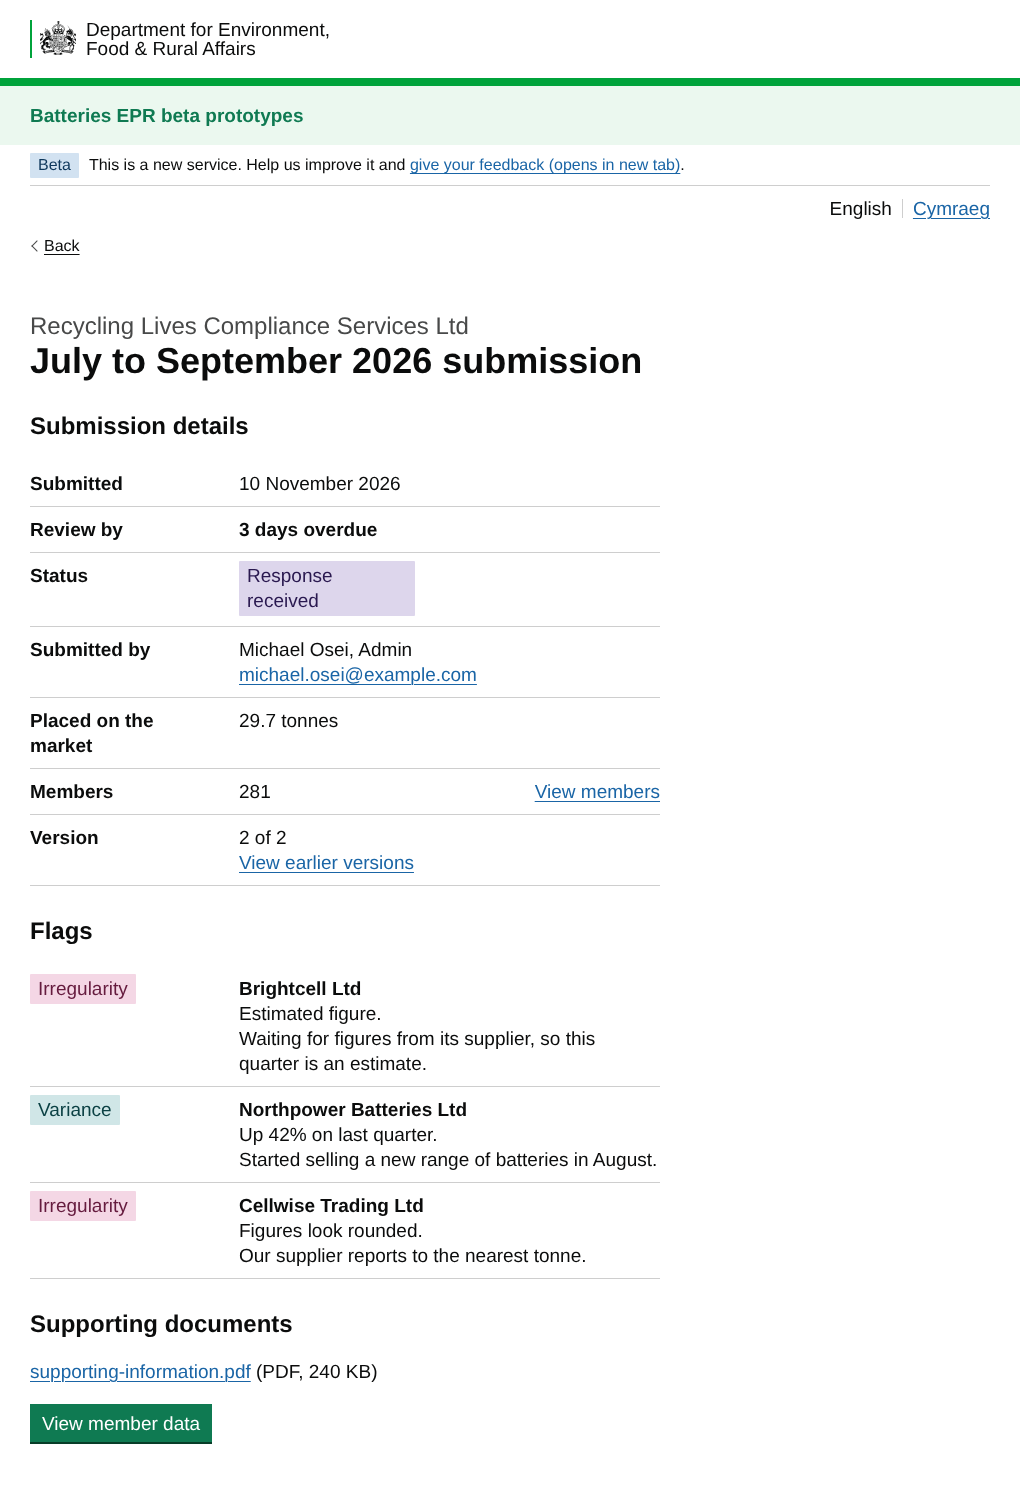 Department for Environment,
Food & Rural Affairs
Batteries EPR beta prototypes
Beta This is a new service. Help us improve it and give your feedback (opens in new tab).
English Cymraeg
Back
Recycling Lives Compliance Services Ltd
July to September 2026 submission
Submission details
Submitted 10 November 2026
Review by 3 days overdue
Status Response
received
Submitted by Michael Osei, Admin
michael.osei@example.com
Placed on the 29.7 tonnes
market
Members 281 View members
Version 2 of 2
View earlier versions
Flags
Irregularity Brightcell Ltd
Estimated figure.
Waiting for figures from its supplier, so this
quarter is an estimate.
Variance Northpower Batteries Ltd
Up 42% on last quarter.
Started selling a new range of batteries in August.
Irregularity Cellwise Trading Ltd
Figures look rounded.
Our supplier reports to the nearest tonne.
Supporting documents
supporting-information.pdf (PDF, 240 KB)
View member data